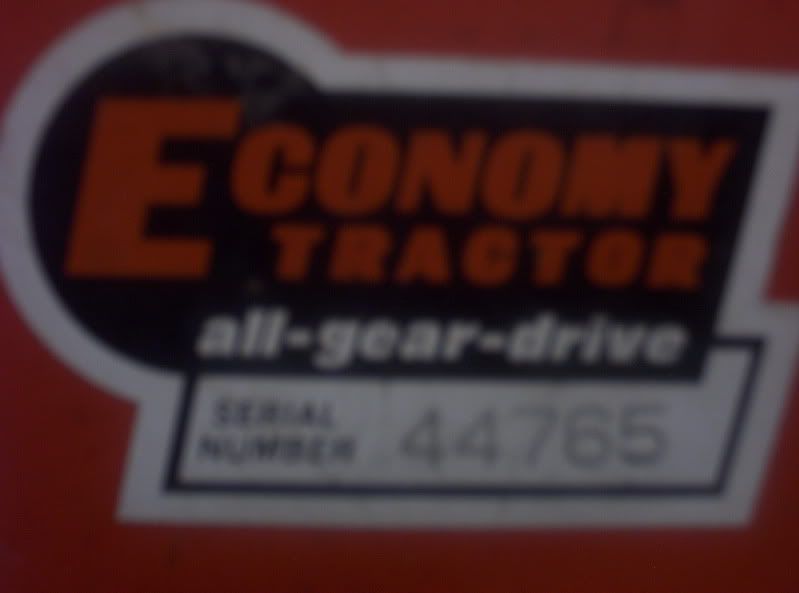 ECONOMY
TRACTOR
all-gear-drive
SERIAL
NUMBER 44765